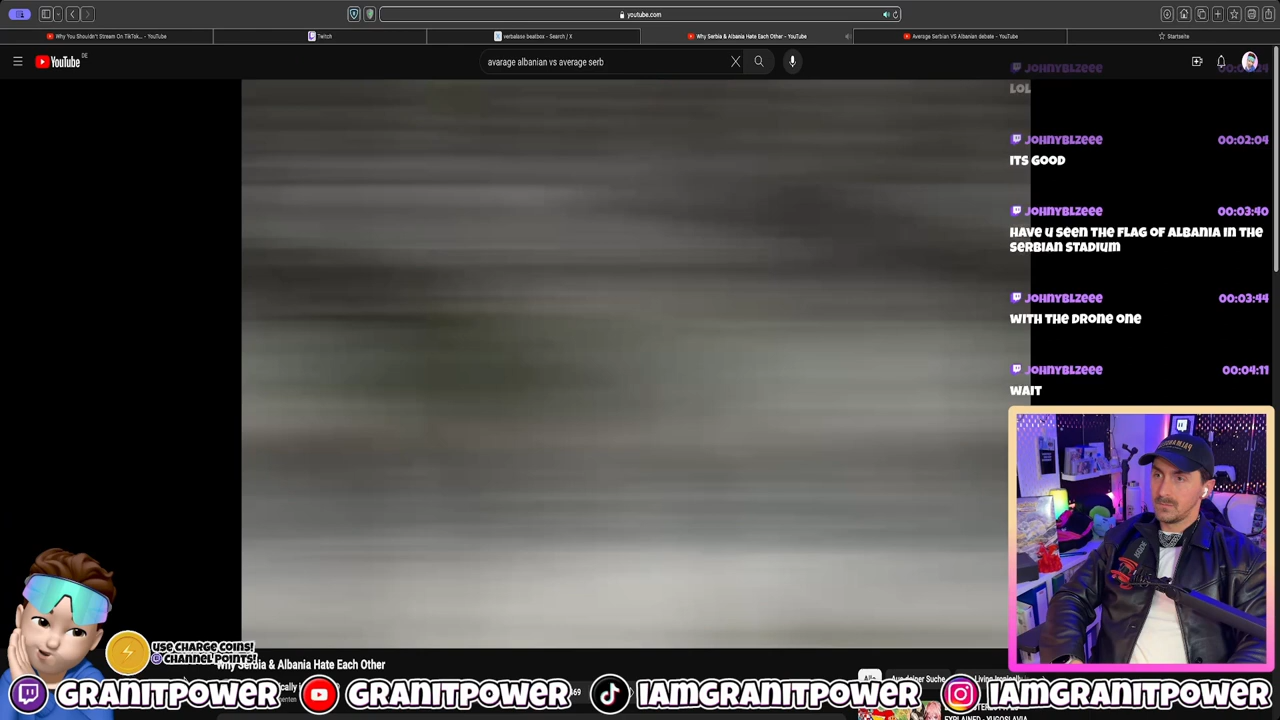 youtube.com
Why You Shouldn't Stream On TikTok... - YouTube
Twitch
verbalase beatbox - Search / X
Why Serbia & Albania Hate Each Other - YouTube
Average Serbian VS Albanian debate - YouTube
Startseite
YouTube DE
avarage albanian vs average serb
JOHNYBLZEEE
LOL
JOHNYBLZEEE 00:02:04
ITS GOOD
JOHNYBLZEEE 00:03:40
HAVE U SEEN THE FLAG OF ALBANIA IN THE
SERBIAN STADIUM
JOHNYBLZEEE 00:03:44
WITH THE DRONE ONE
JOHNYBLZEEE 00:04:11
WAIT
USE CHARGE COINS!
CHANNEL POINTS!
Why Serbia & Albania Hate Each Other
GRANITPOWER GRANITPOWER IAMGRANITPOWER IAMGRANITPOWER